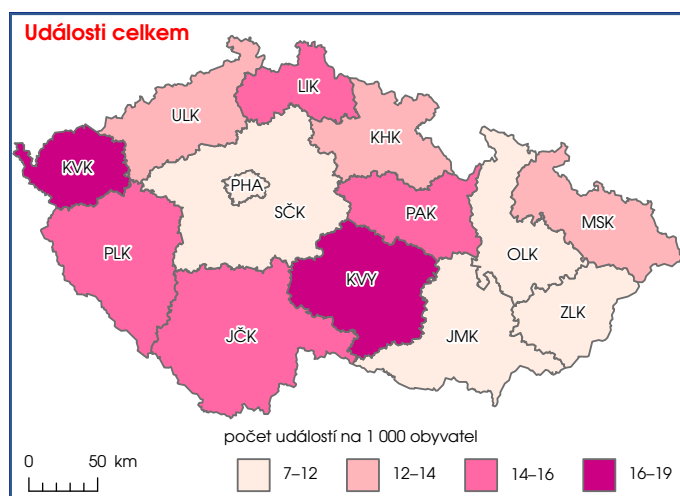 Události celkem
LIK
ULK
KHK
KVK
PHA
SČK
PAK
MSK
PLK
OLK
KVY
ZLK
JČK
JMK
počet událostí na 1 000 obyvatel
0 50 km
7–12
12–14
14–16
16–19